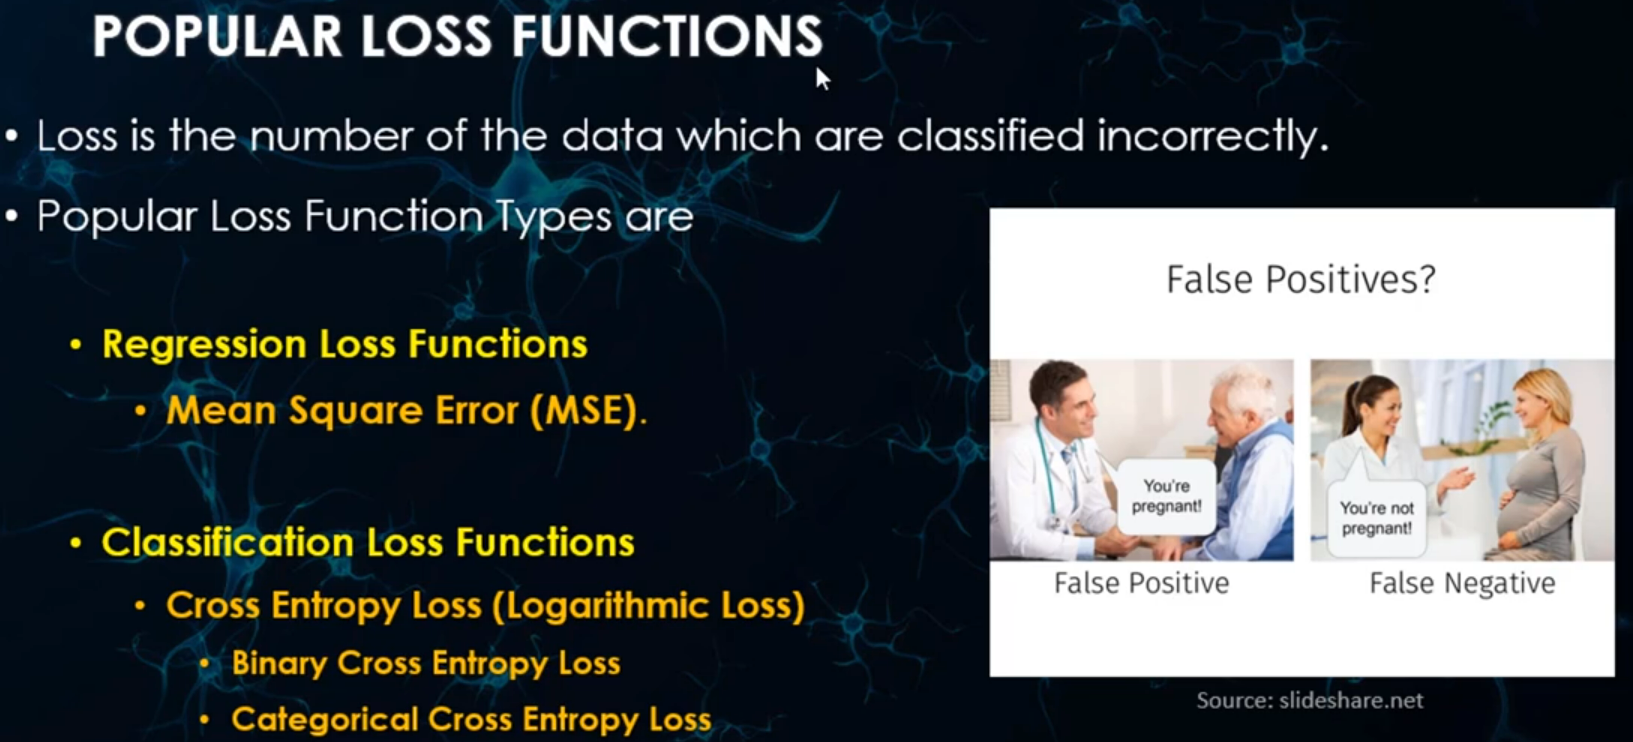 POPULAR LOSS FUNCTIONS
• Loss is the number of the data which are classified incorrectly.
• Popular Loss Function Types are
• Regression Loss Functions
• Mean Square Error (MSE).
• Classification Loss Functions
• Cross Entropy Loss (Logarithmic Loss)
• Binary Cross Entropy Loss
• Categorical Cross Entropy Loss
False Positives?
You're
pregnant!
You're not
pregnant!
False Positive
False Negative
Source: slideshare.net